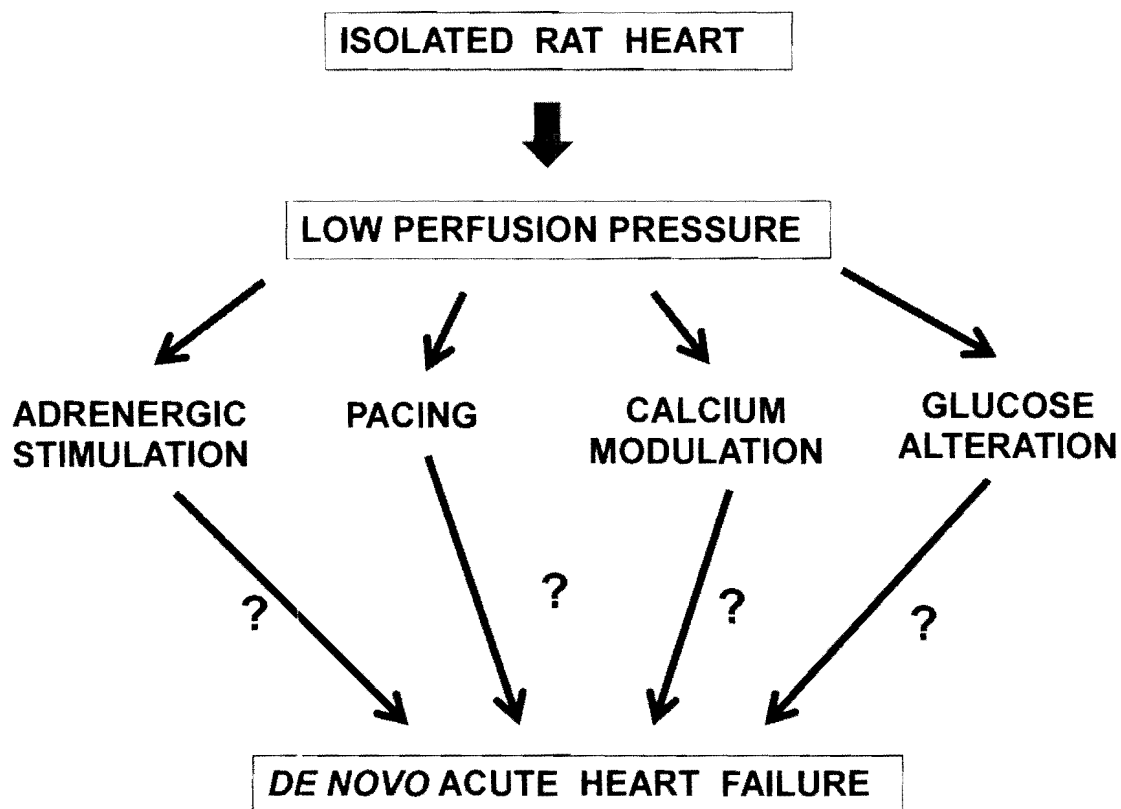 ISOLATED RAT HEART
LOW PERFUSION PRESSURE
ADRENERGIC
STIMULATION
PACING
CALCIUM
MODULATION
GLUCOSE
ALTERATION
?
?
?
?
DE NOVO ACUTE HEART FAILURE